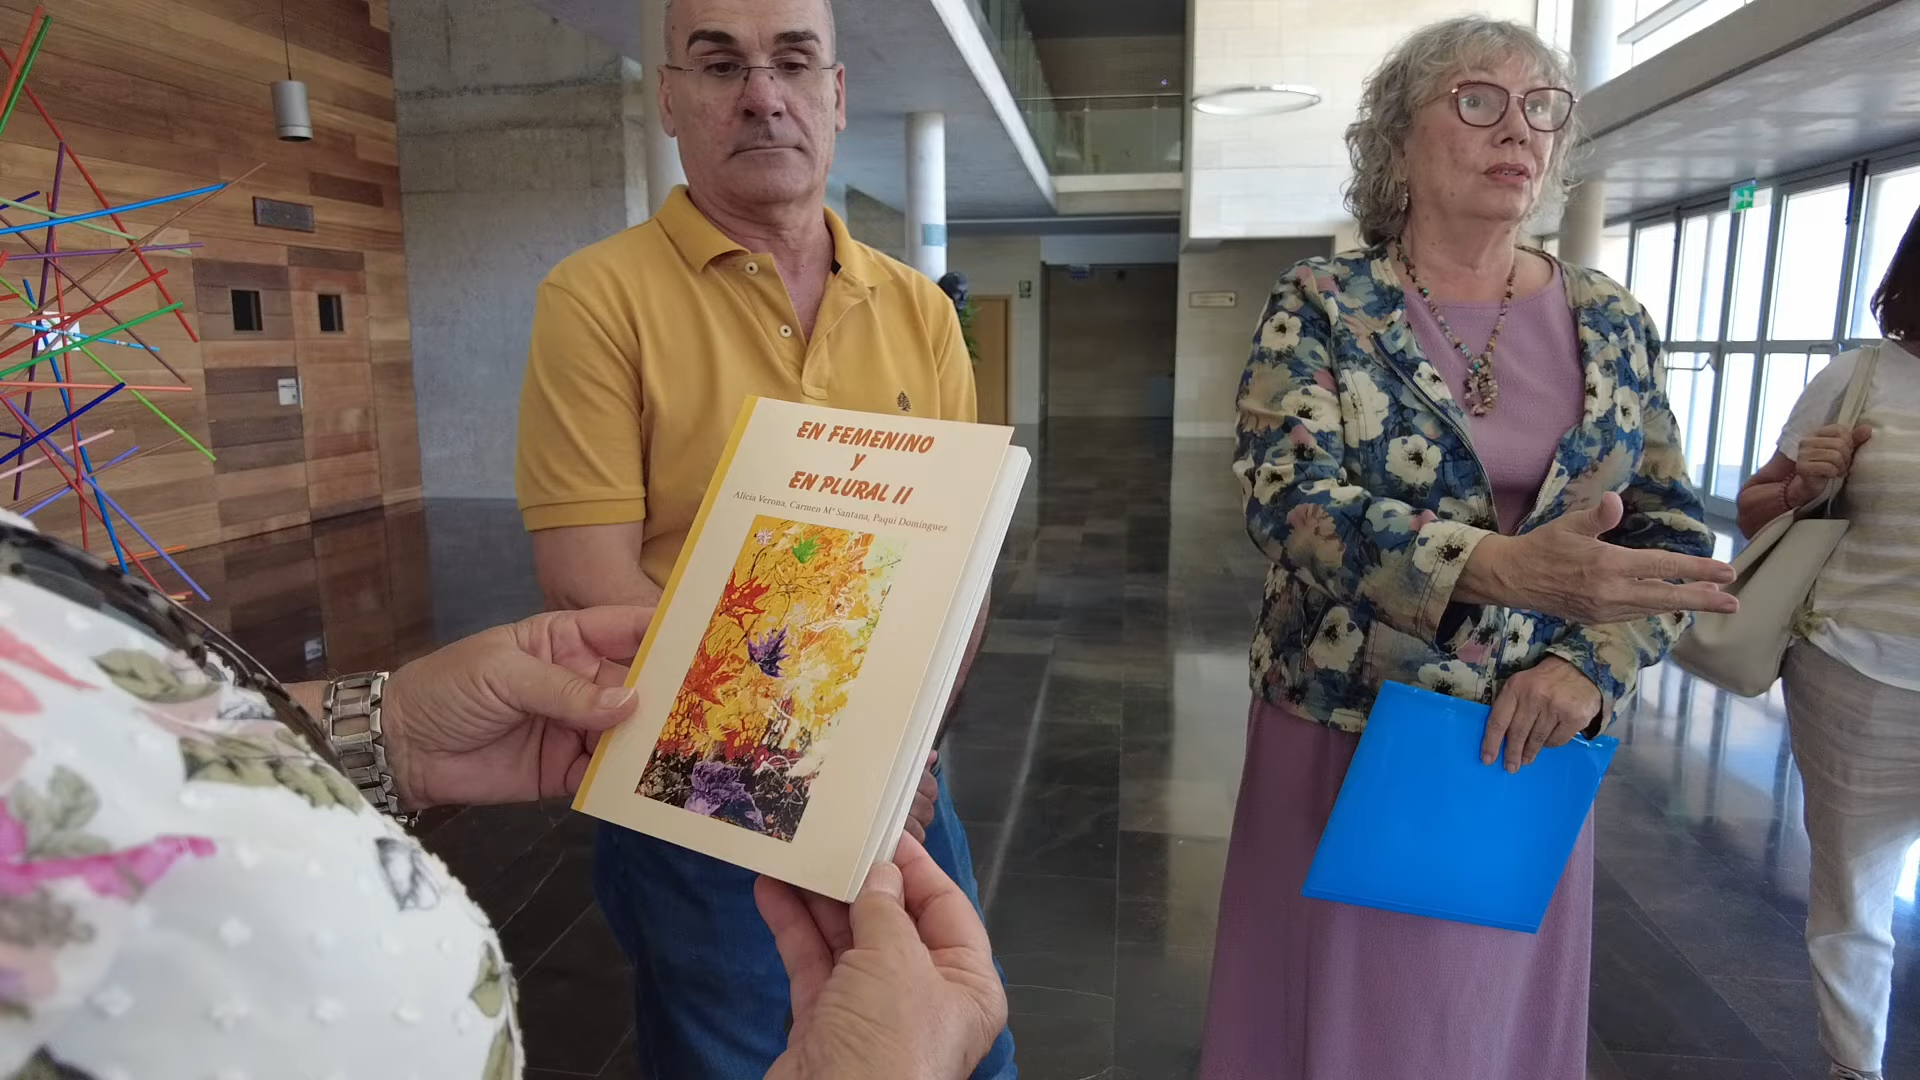 EN FEMENINO
Y
EN PLURAL II
Alicia Verona, Carmen Mª Santana, Paqui Domínguez